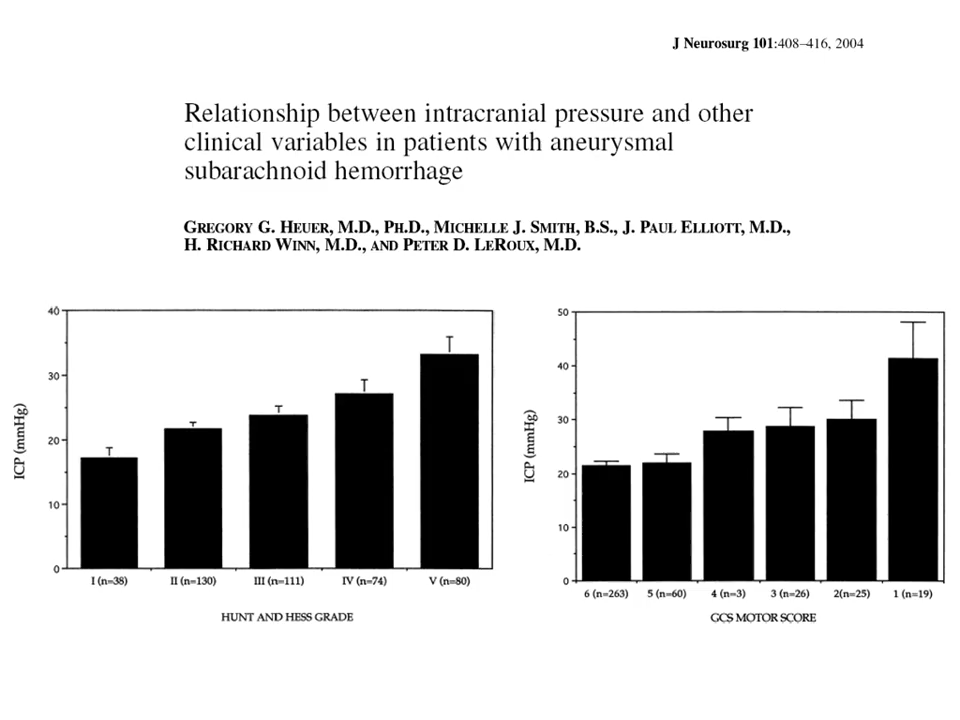 J Neurosurg 101:408–416, 2004
Relationship between intracranial pressure and other
clinical variables in patients with aneurysmal
subarachnoid hemorrhage
GREGORY G. HEUER, M.D., PH.D., MICHELLE J. SMITH, B.S., J. PAUL ELLIOTT, M.D.,
H. RICHARD WINN, M.D., AND PETER D. LEROUX, M.D.
40
30
20
10
0
ICP (mmHg)
I (n=38) II (n=130) III (n=111) IV (n=74) V (n=80)
HUNT AND HESS GRADE
50
40
30
20
10
0
ICP (mmHg)
6 (n=263) 5 (n=60) 4 (n=3) 3 (n=26) 2(n=25) 1 (n=19)
GCS MOTOR SCORE